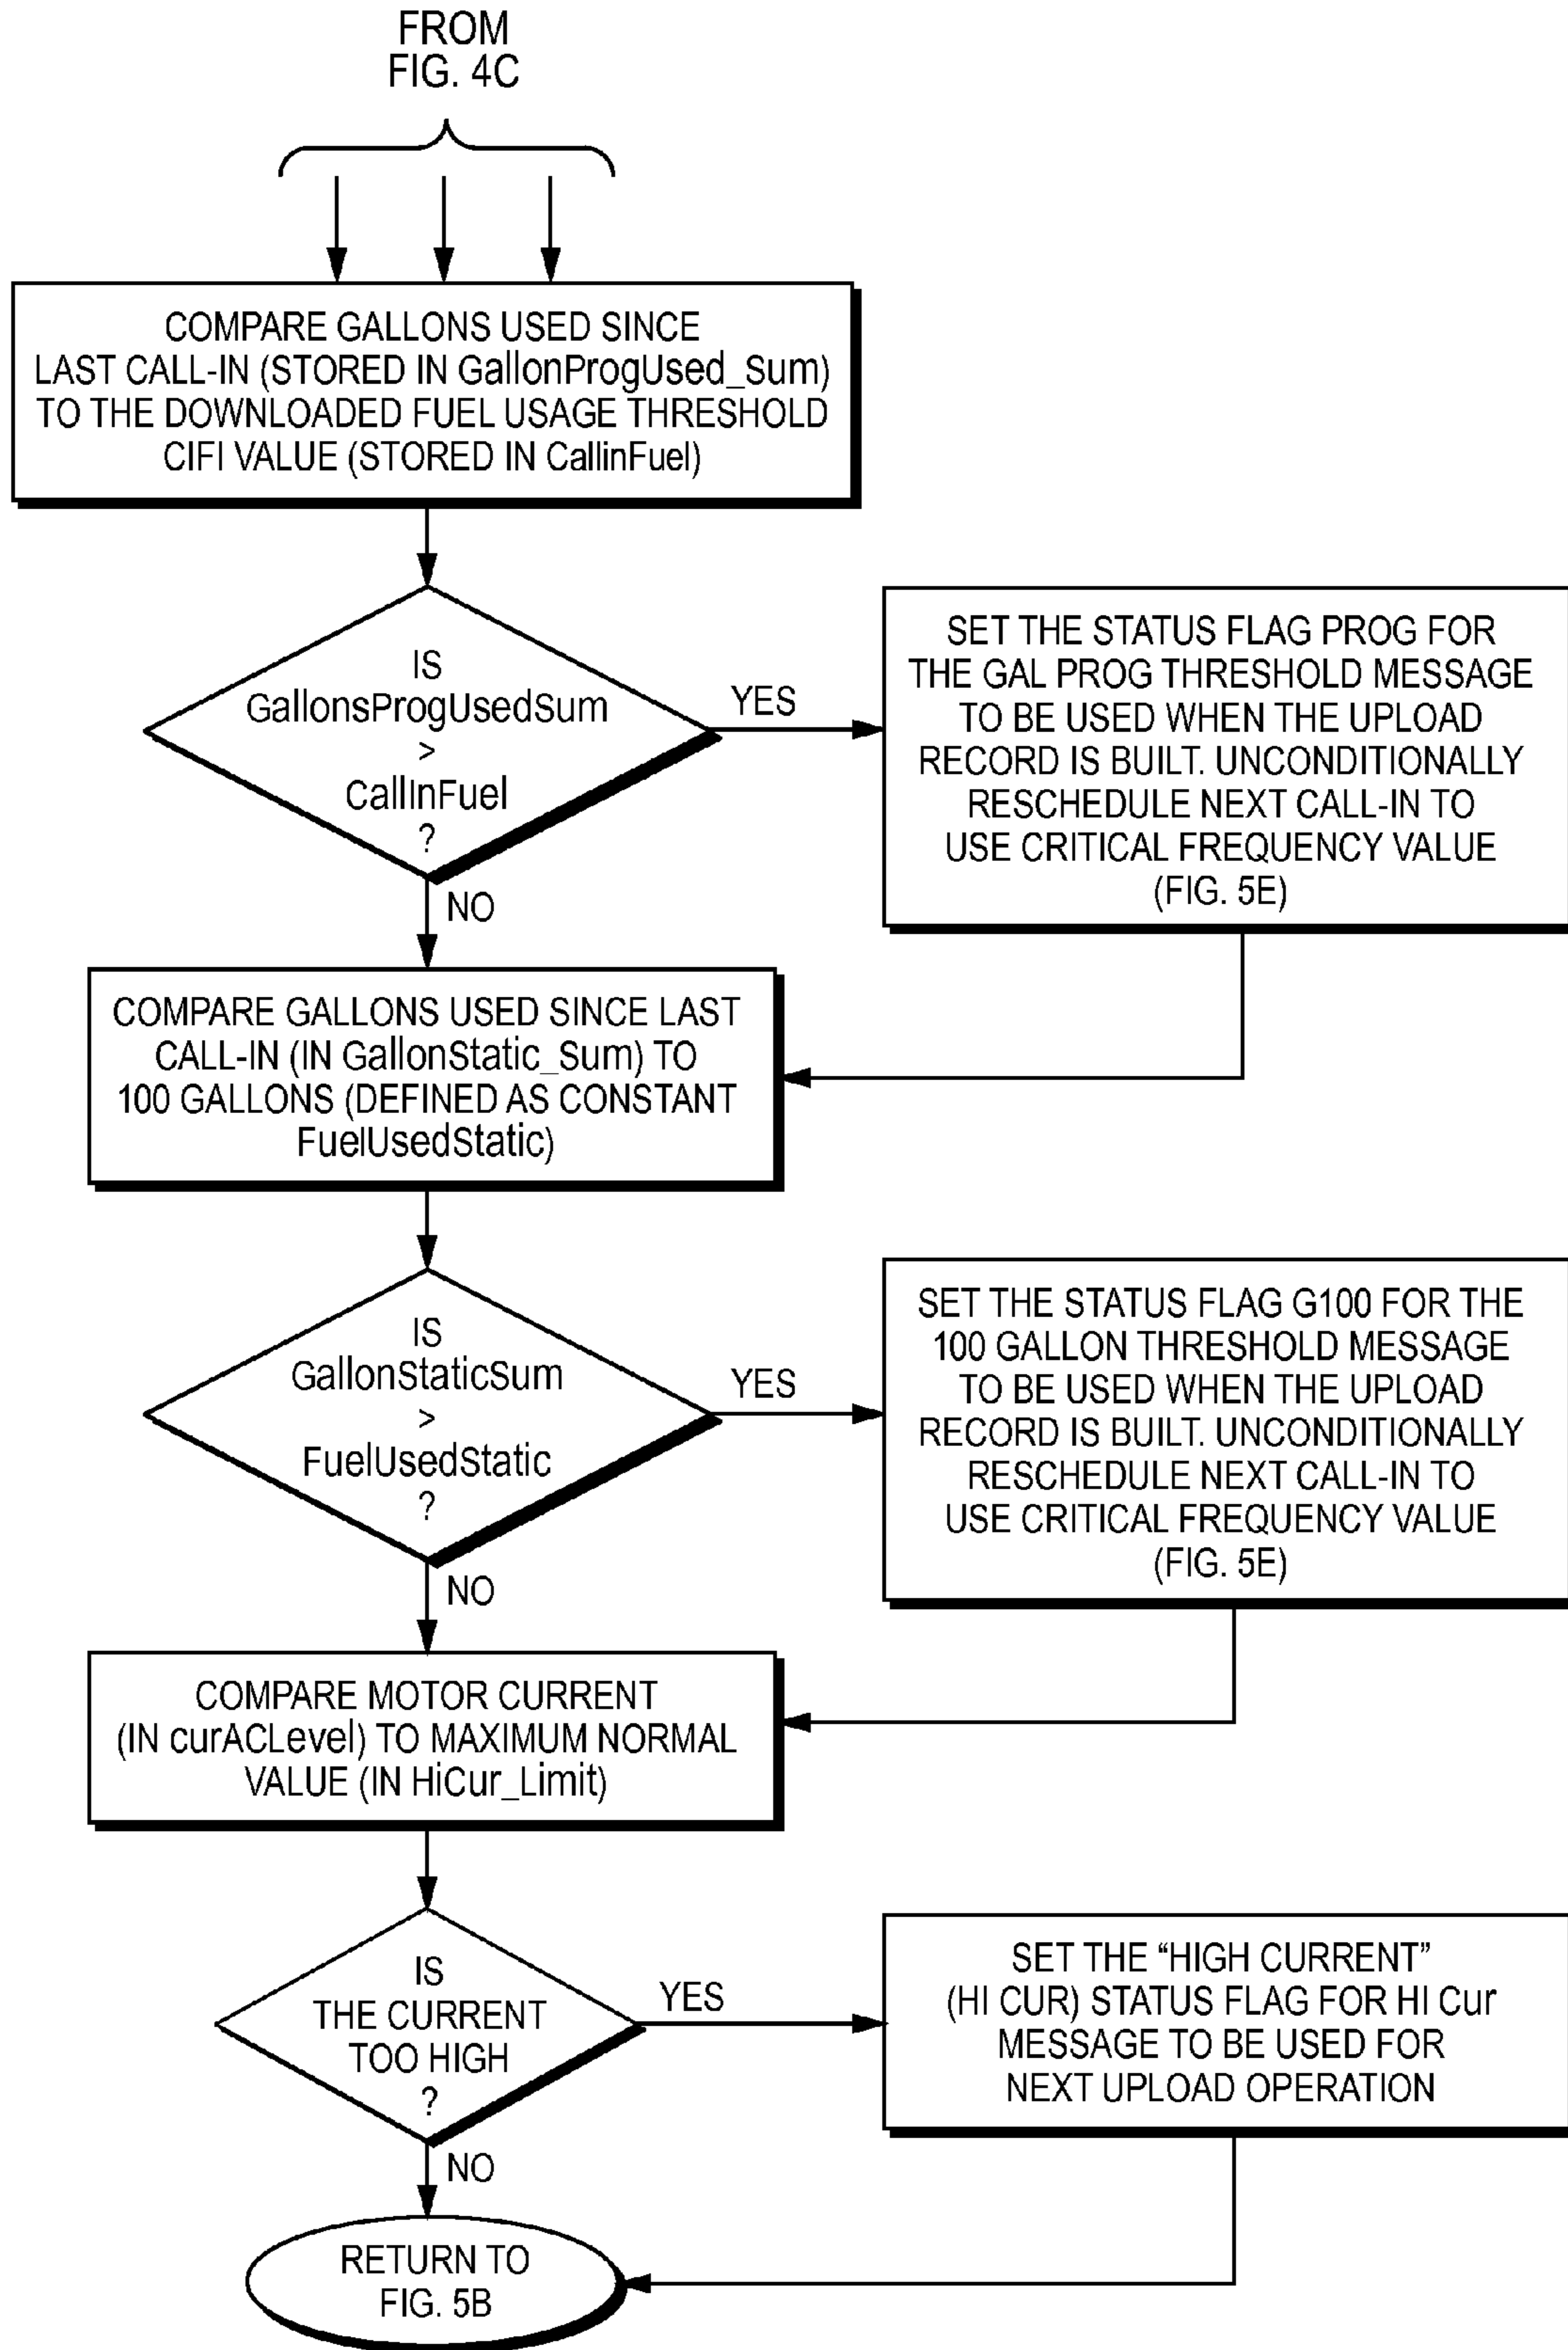 FROM
FIG. 4C
COMPARE GALLONS USED SINCE
LAST CALL-IN (STORED IN GallonProgUsed_Sum)
TO THE DOWNLOADED FUEL USAGE THRESHOLD
CIFI VALUE (STORED IN CallinFuel)
IS
GallonsProgUsedSum
>
CallInFuel
?
YES
NO
SET THE STATUS FLAG PROG FOR
THE GAL PROG THRESHOLD MESSAGE
TO BE USED WHEN THE UPLOAD
RECORD IS BUILT. UNCONDITIONALLY
RESCHEDULE NEXT CALL-IN TO
USE CRITICAL FREQUENCY VALUE
(FIG. 5E)
COMPARE GALLONS USED SINCE LAST
CALL-IN (IN GallonStatic_Sum) TO
100 GALLONS (DEFINED AS CONSTANT
FuelUsedStatic)
IS
GallonStaticSum
>
FuelUsedStatic
?
YES
NO
SET THE STATUS FLAG G100 FOR THE
100 GALLON THRESHOLD MESSAGE
TO BE USED WHEN THE UPLOAD
RECORD IS BUILT. UNCONDITIONALLY
RESCHEDULE NEXT CALL-IN TO
USE CRITICAL FREQUENCY VALUE
(FIG. 5E)
COMPARE MOTOR CURRENT
(IN curACLevel) TO MAXIMUM NORMAL
VALUE (IN HiCur_Limit)
IS
THE CURRENT
TOO HIGH
?
YES
NO
SET THE “HIGH CURRENT”
(HI CUR) STATUS FLAG FOR HI Cur
MESSAGE TO BE USED FOR
NEXT UPLOAD OPERATION
RETURN TO
FIG. 5B